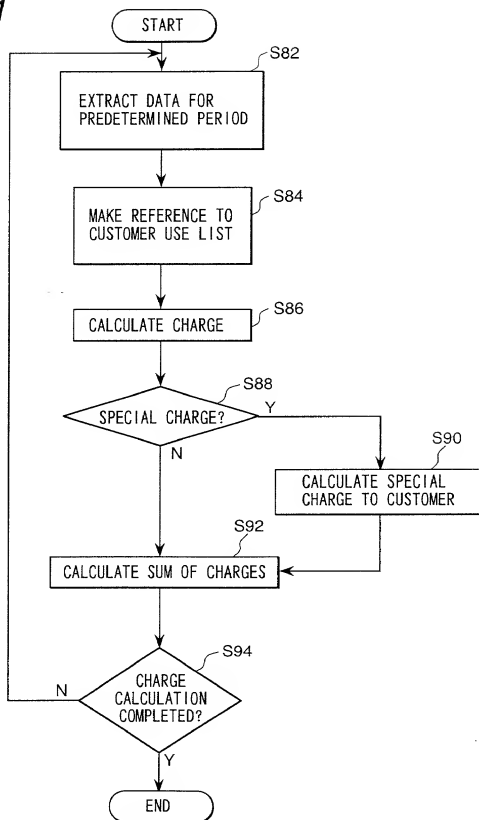 START
S82
EXTRACT DATA FOR
PREDETERMINED PERIOD
S84
MAKE REFERENCE TO
CUSTOMER USE LIST
S86
CALCULATE CHARGE
S88
SPECIAL CHARGE?
Y
N
S90
CALCULATE SPECIAL
CHARGE TO CUSTOMER
S92
CALCULATE SUM OF CHARGES
S94
CHARGE
CALCULATION
COMPLETED?
N
Y
END